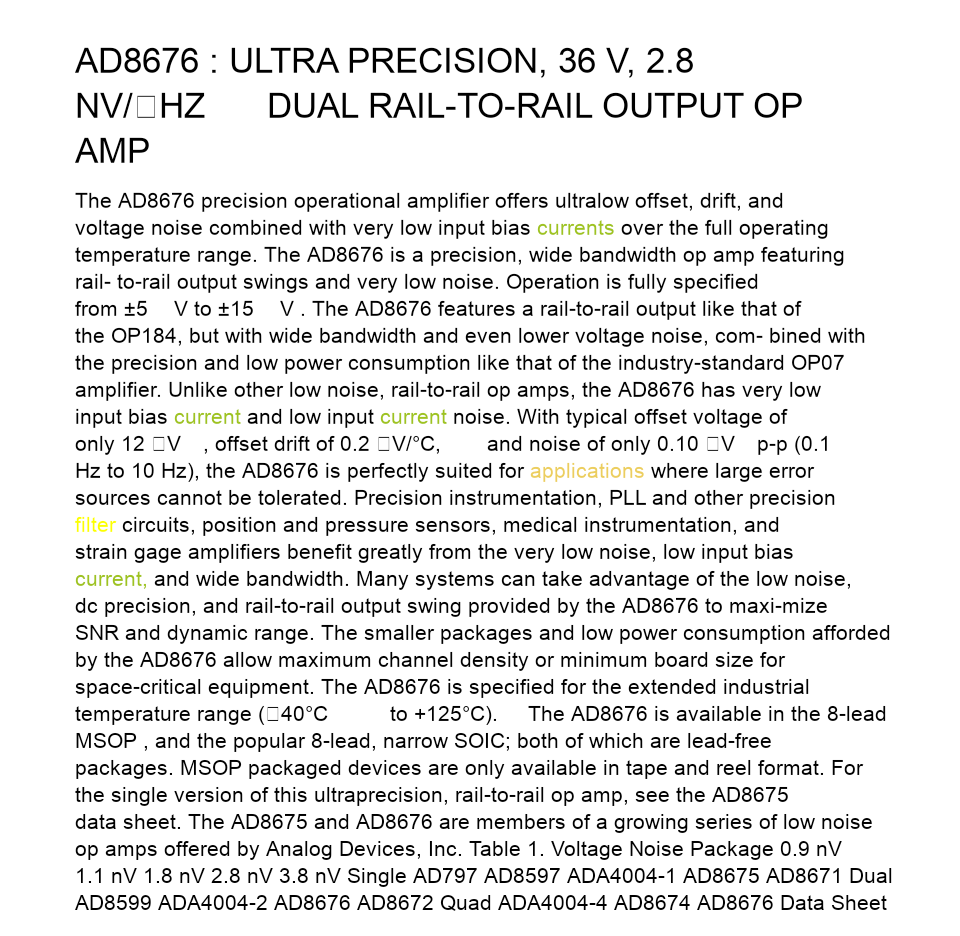 AD8676 : ULTRA PRECISION, 36 V, 2.8
NV/□HZ DUAL RAIL-TO-RAIL OUTPUT OP
AMP
The AD8676 precision operational amplifier offers ultralow offset, drift, and
voltage noise combined with very low input bias currents over the full operating
temperature range. The AD8676 is a precision, wide bandwidth op amp featuring
rail- to-rail output swings and very low noise. Operation is fully specified
from ±5 V to ±15 V . The AD8676 features a rail-to-rail output like that of
the OP184, but with wide bandwidth and even lower voltage noise, com- bined with
the precision and low power consumption like that of the industry-standard OP07
amplifier. Unlike other low noise, rail-to-rail op amps, the AD8676 has very low
input bias current and low input current noise. With typical offset voltage of
only 12 □V , offset drift of 0.2 □V/°C, and noise of only 0.10 □V p-p (0.1
Hz to 10 Hz), the AD8676 is perfectly suited for applications where large error
sources cannot be tolerated. Precision instrumentation, PLL and other precision
filter circuits, position and pressure sensors, medical instrumentation, and
strain gage amplifiers benefit greatly from the very low noise, low input bias
current, and wide bandwidth. Many systems can take advantage of the low noise,
dc precision, and rail-to-rail output swing provided by the AD8676 to maxi-mize
SNR and dynamic range. The smaller packages and low power consumption afforded
by the AD8676 allow maximum channel density or minimum board size for
space-critical equipment. The AD8676 is specified for the extended industrial
temperature range (□40°C to +125°C). The AD8676 is available in the 8-lead
MSOP , and the popular 8-lead, narrow SOIC; both of which are lead-free
packages. MSOP packaged devices are only available in tape and reel format. For
the single version of this ultraprecision, rail-to-rail op amp, see the AD8675
data sheet. The AD8675 and AD8676 are members of a growing series of low noise
op amps offered by Analog Devices, Inc. Table 1. Voltage Noise Package 0.9 nV
1.1 nV 1.8 nV 2.8 nV 3.8 nV Single AD797 AD8597 ADA4004-1 AD8675 AD8671 Dual
AD8599 ADA4004-2 AD8676 AD8672 Quad ADA4004-4 AD8674 AD8676 Data Sheet